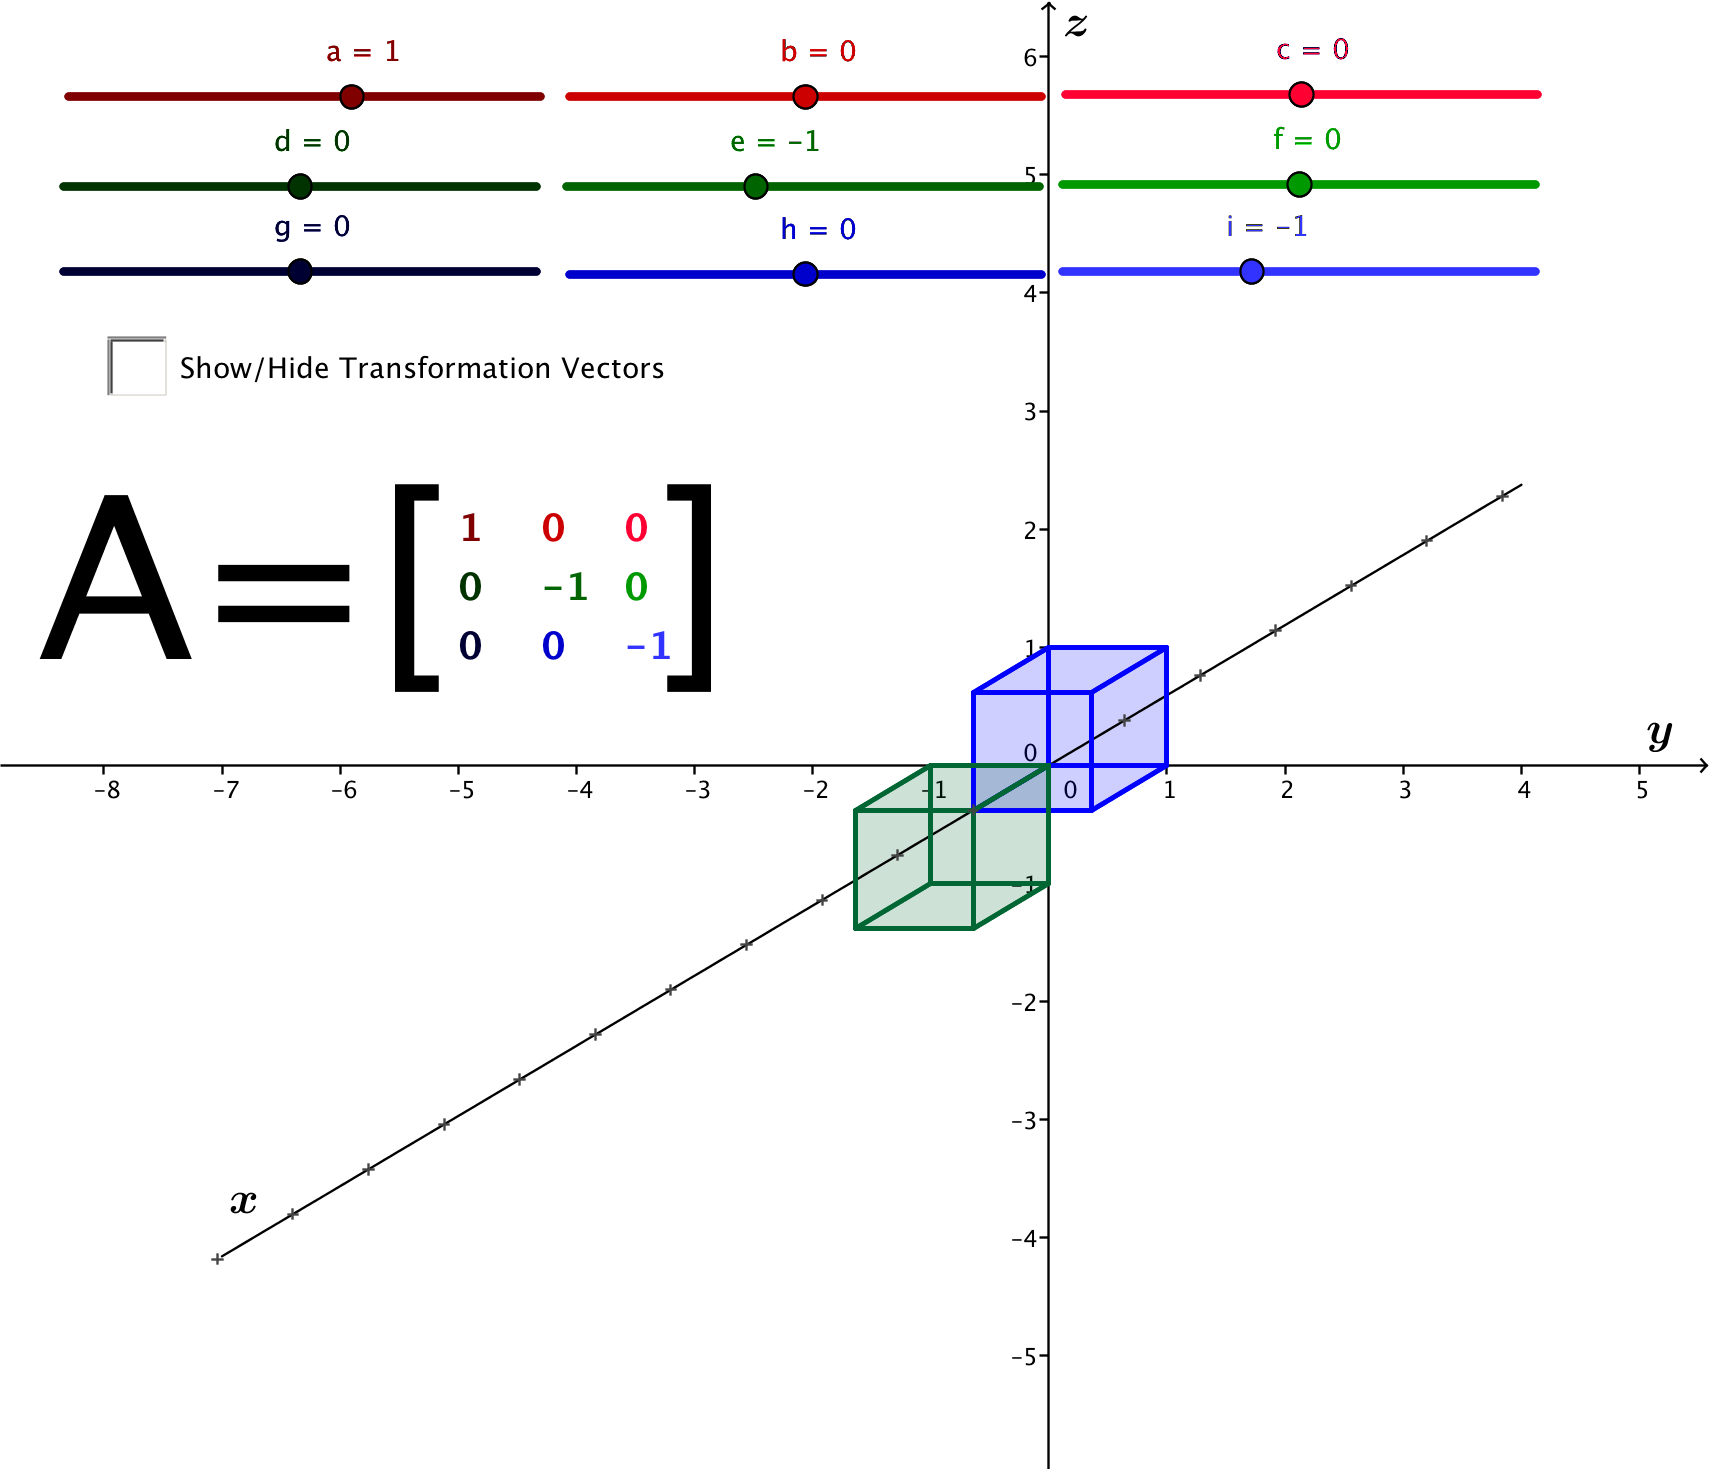 a = 1 b = 0 c = 0
d = 0 e = –1 f = 0
g = 0 h = 0 i = –1
Show/Hide Transformation Vectors
A = [
1 0 0
0 –1 0
0 0 –1
]
z
6
5
4
3
2
1
0
–1
–2
–3
–4
–5
–8 –7 –6 –5 –4 –3 –2 –1 0 1 2 3 4 5
y
x